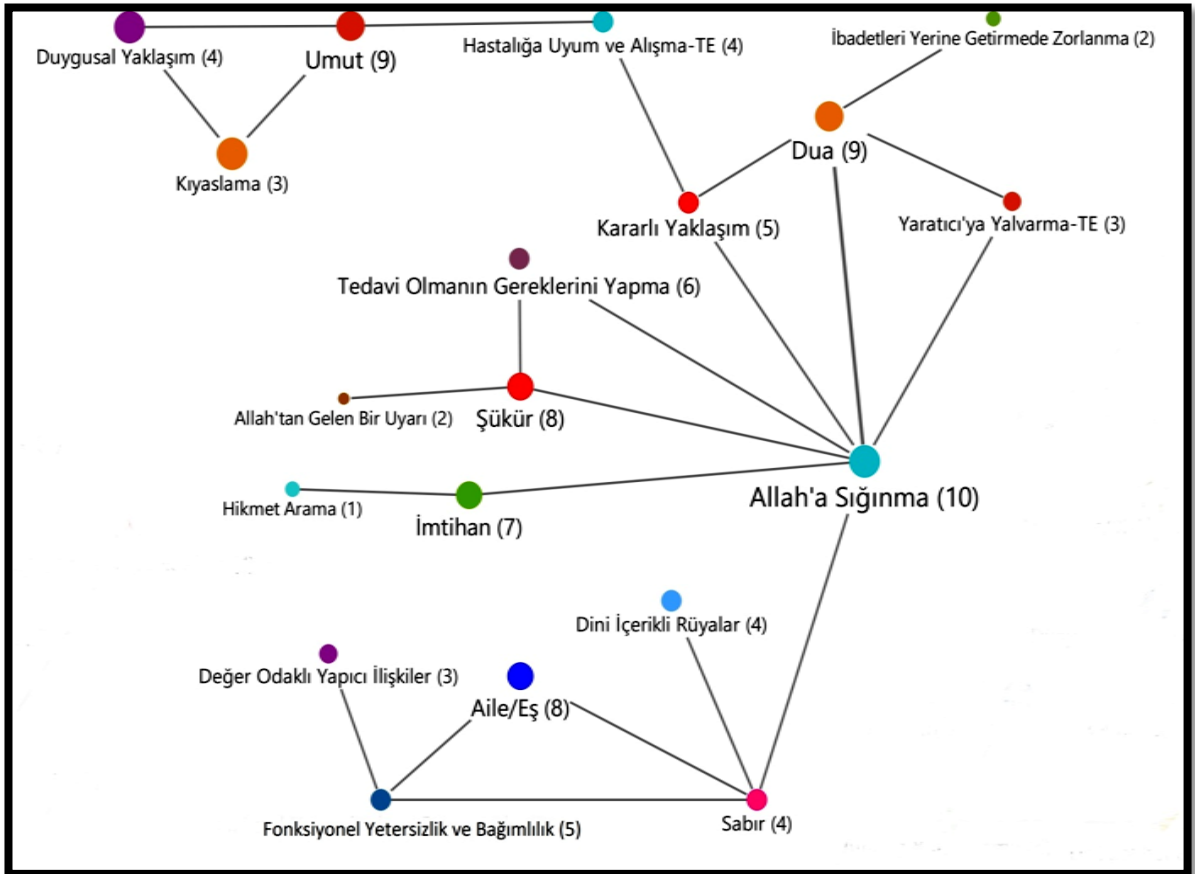 Duygusal Yaklaşım (4)
Umut (9)
Hastalığa Uyum ve Alışma-TE (4)
İbadetleri Yerine Getirmede Zorlanma (2)
Kıyaslama (3)
Dua (9)
Kararlı Yaklaşım (5)
Yaratıcı'ya Yalvarma-TE (3)
Tedavi Olmanın Gereklerini Yapma (6)
Allah'tan Gelen Bir Uyarı (2)
Şükür (8)
Hikmet Arama (1)
İmtihan (7)
Allah'a Sığınma (10)
Dini İçerikli Rüyalar (4)
Değer Odaklı Yapıcı İlişkiler (3)
Aile/Eş (8)
Fonksiyonel Yetersizlik ve Bağımlılık (5)
Sabır (4)